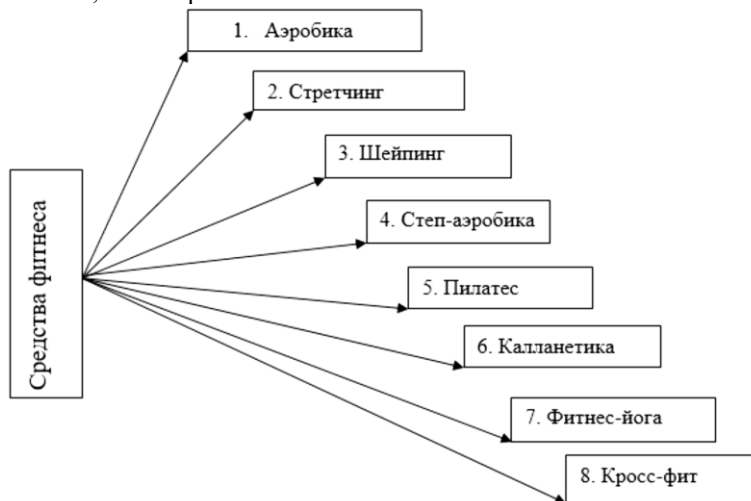 1. Аэробика
2. Стретчинг
3. Шейпинг
4. Степ-аэробика
5. Пилатес
6. Калланетика
7. Фитнес-йога
8. Кросс-фит
Средства фитнеса